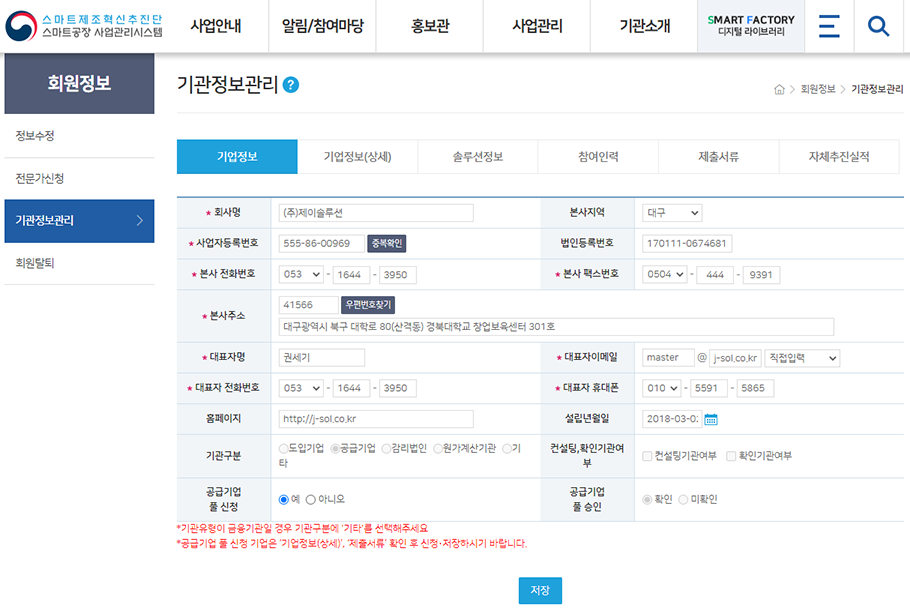 스마트제조혁신추진단
스마트공장 사업관리시스템
사업안내 알림/참여마당 홍보관 사업관리 기관소개
SMART FACTORY
디지털 라이브러리
회원정보
정보수정
전문가신청
기관정보관리
회원탈퇴
기관정보관리 ?
회원정보 > 기관정보관리
기업정보 기업정보(상세) 솔루션정보 참여인력 제출서류 자체추진실적
* 회사명 (주)제이솔루션 본사지역 대구
* 사업자등록번호 555-86-00969 중복확인 법인등록번호 170111-0674681
* 본사 전화번호 053 - 1644 - 3950 * 본사 팩스번호 0504 - 444 - 9391
* 본사주소 41566 우편번호찾기
대구광역시 북구 대학로 80(산격동) 경북대학교 창업보육센터 301호
* 대표자명 권세기 * 대표자이메일 master @ j-sol.co.kr 직접입력
* 대표자 전화번호 053 - 1644 - 3950 * 대표자 휴대폰 010 - 5591 - 5865
홈페이지 http://j-sol.co.kr 설립년월일 2018-03-0
기관구분 도입기업 공급기업 감리법인 원가계산기관 기타
컨설팅,확인기관여부 컨설팅기관여부 확인기관여부
공급기업 풀 신청 예 아니오 공급기업 풀 승인 확인 미확인
*기관유형이 금융기관일 경우 기관구분에 '기타'를 선택해주세요
*공급기업 풀 신청 기업은 '기업정보(상세)', '제출서류' 확인 후 신청·저장하시기 바랍니다.
저장